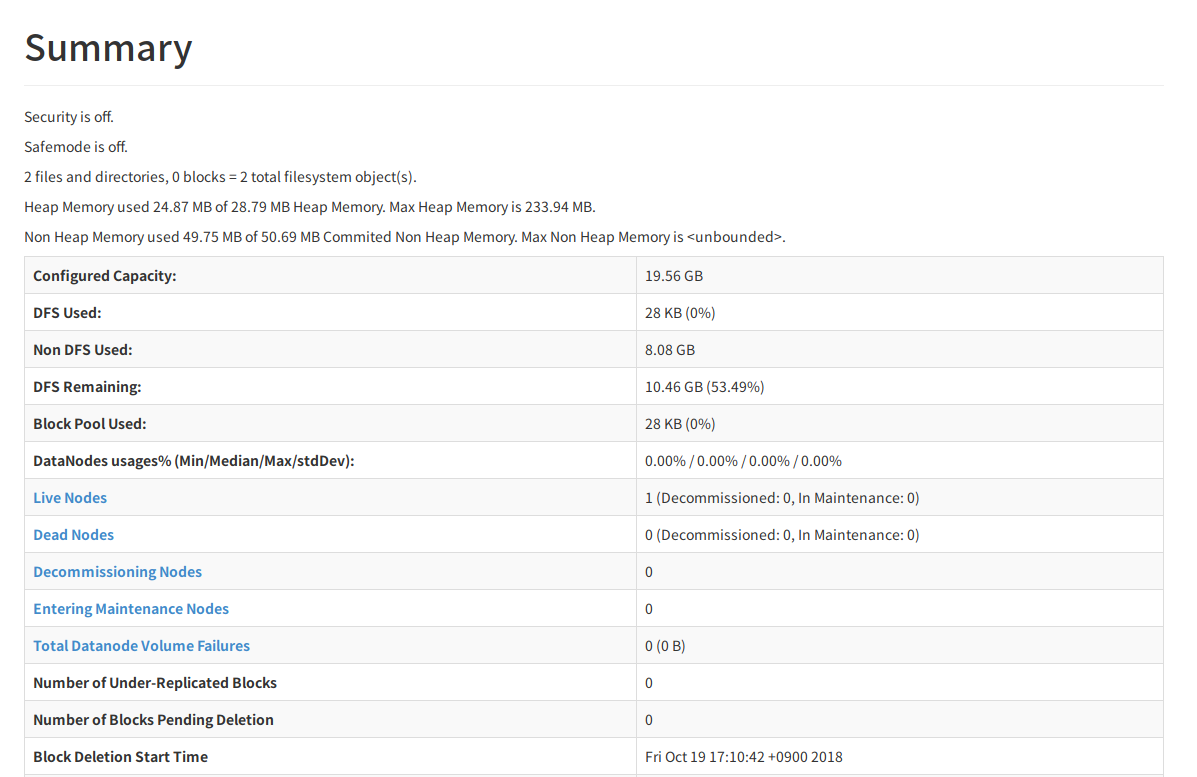 Summary
Security is off.
Safemode is off.
2 files and directories, 0 blocks = 2 total filesystem object(s).
Heap Memory used 24.87 MB of 28.79 MB Heap Memory. Max Heap Memory is 233.94 MB.
Non Heap Memory used 49.75 MB of 50.69 MB Commited Non Heap Memory. Max Non Heap Memory is <unbounded>.
Configured Capacity: 19.56 GB
DFS Used: 28 KB (0%)
Non DFS Used: 8.08 GB
DFS Remaining: 10.46 GB (53.49%)
Block Pool Used: 28 KB (0%)
DataNodes usages% (Min/Median/Max/stdDev): 0.00% / 0.00% / 0.00% / 0.00%
Live Nodes 1 (Decommissioned: 0, In Maintenance: 0)
Dead Nodes 0 (Decommissioned: 0, In Maintenance: 0)
Decommissioning Nodes 0
Entering Maintenance Nodes 0
Total Datanode Volume Failures 0 (0 B)
Number of Under-Replicated Blocks 0
Number of Blocks Pending Deletion 0
Block Deletion Start Time Fri Oct 19 17:10:42 +0900 2018